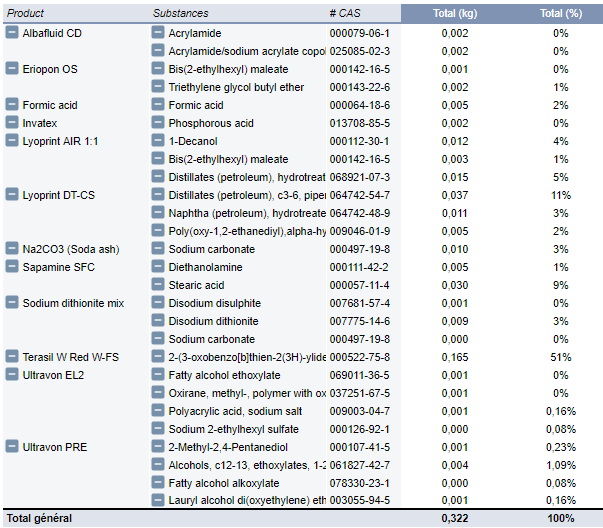 Product Substances # CAS Total (kg) Total (%)
Albafluid CD Acrylamide 000079-06-1 0,002 0%
Acrylamide/sodium acrylate copol 025085-02-3 0,002 0%
Eriopon OS Bis(2-ethylhexyl) maleate 000142-16-5 0,001 0%
Triethylene glycol butyl ether 000143-22-6 0,002 1%
Formic acid Formic acid 000064-18-6 0,005 2%
Invatex Phosphorous acid 013708-85-5 0,002 0%
Lyoprint AIR 1:1 1-Decanol 000112-30-1 0,012 4%
Bis(2-ethylhexyl) maleate 000142-16-5 0,003 1%
Distillates (petroleum), hydrotreate 068921-07-3 0,015 5%
Lyoprint DT-CS Distillates (petroleum), c3-6, piper 064742-54-7 0,037 11%
Naphtha (petroleum), hydrotreate 064742-48-9 0,011 3%
Poly(oxy-1,2-ethanediyl),alpha-hy 009046-01-9 0,005 2%
Na2CO3 (Soda ash) Sodium carbonate 000497-19-8 0,010 3%
Sapamine SFC Diethanolamine 000111-42-2 0,005 1%
Stearic acid 000057-11-4 0,030 9%
Sodium dithionite mix Disodium disulphite 007681-57-4 0,001 0%
Disodium dithionite 007775-14-6 0,009 3%
Sodium carbonate 000497-19-8 0,000 0%
Terasil W Red W-FS 2-(3-oxobenzo[b]thien-2(3H)-ylide 000522-75-8 0,165 51%
Ultravon EL2 Fatty alcohol ethoxylate 069011-36-5 0,001 0%
Oxirane, methyl-, polymer with ox 037251-67-5 0,001 0%
Polyacrylic acid, sodium salt 009003-04-7 0,001 0,16%
Sodium 2-ethylhexyl sulfate 000126-92-1 0,000 0,08%
Ultravon PRE 2-Methyl-2,4-Pentanediol 000107-41-5 0,001 0,23%
Alcohols, c12-13, ethoxylates, 1-2 061827-42-7 0,004 1,09%
Fatty alcohol alkoxylate 078330-23-1 0,000 0,08%
Lauryl alcohol di(oxyethylene) eth 003055-94-5 0,001 0,16%
Total général 0,322 100%